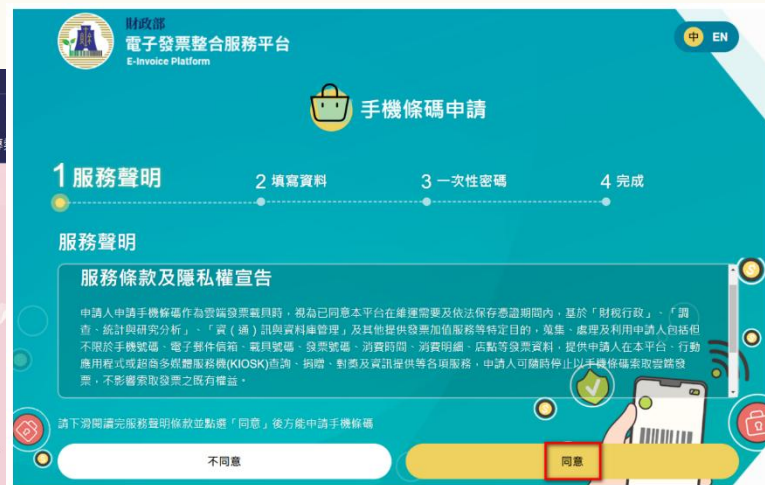 財政部
電子發票整合服務平台
E-Invoice Platform
中 EN
手機條碼申請
1 服務聲明
2 填寫資料
3 一次性密碼
4 完成
服務聲明
服務條款及隱私權宣告
申請人申請手機條碼作為雲端發票載具時，視為已同意本平台在維運需要及依法保存憑證期間內，基於「財稅行政」、「調
查、統計與研究分析」、「資（通）訊與資料庫管理」及其他提供發票加值服務等特定目的，蒐集、處理及利用申請人包括但
不限於手機號碼、電子郵件信箱、載具號碼、發票號碼、消費時間、消費明細、店點等發票資料，提供申請人在本平台、行動
應用程式或超商多媒體服務機(KIOSK)查詢、捐贈、對獎及資訊提供等各項服務，申請人可隨時停止以手機條碼索取雲端發
票，不影響索取發票之既有權益。
請下滑閱讀完服務聲明條款並點選「同意」後方能申請手機條碼
不同意
同意